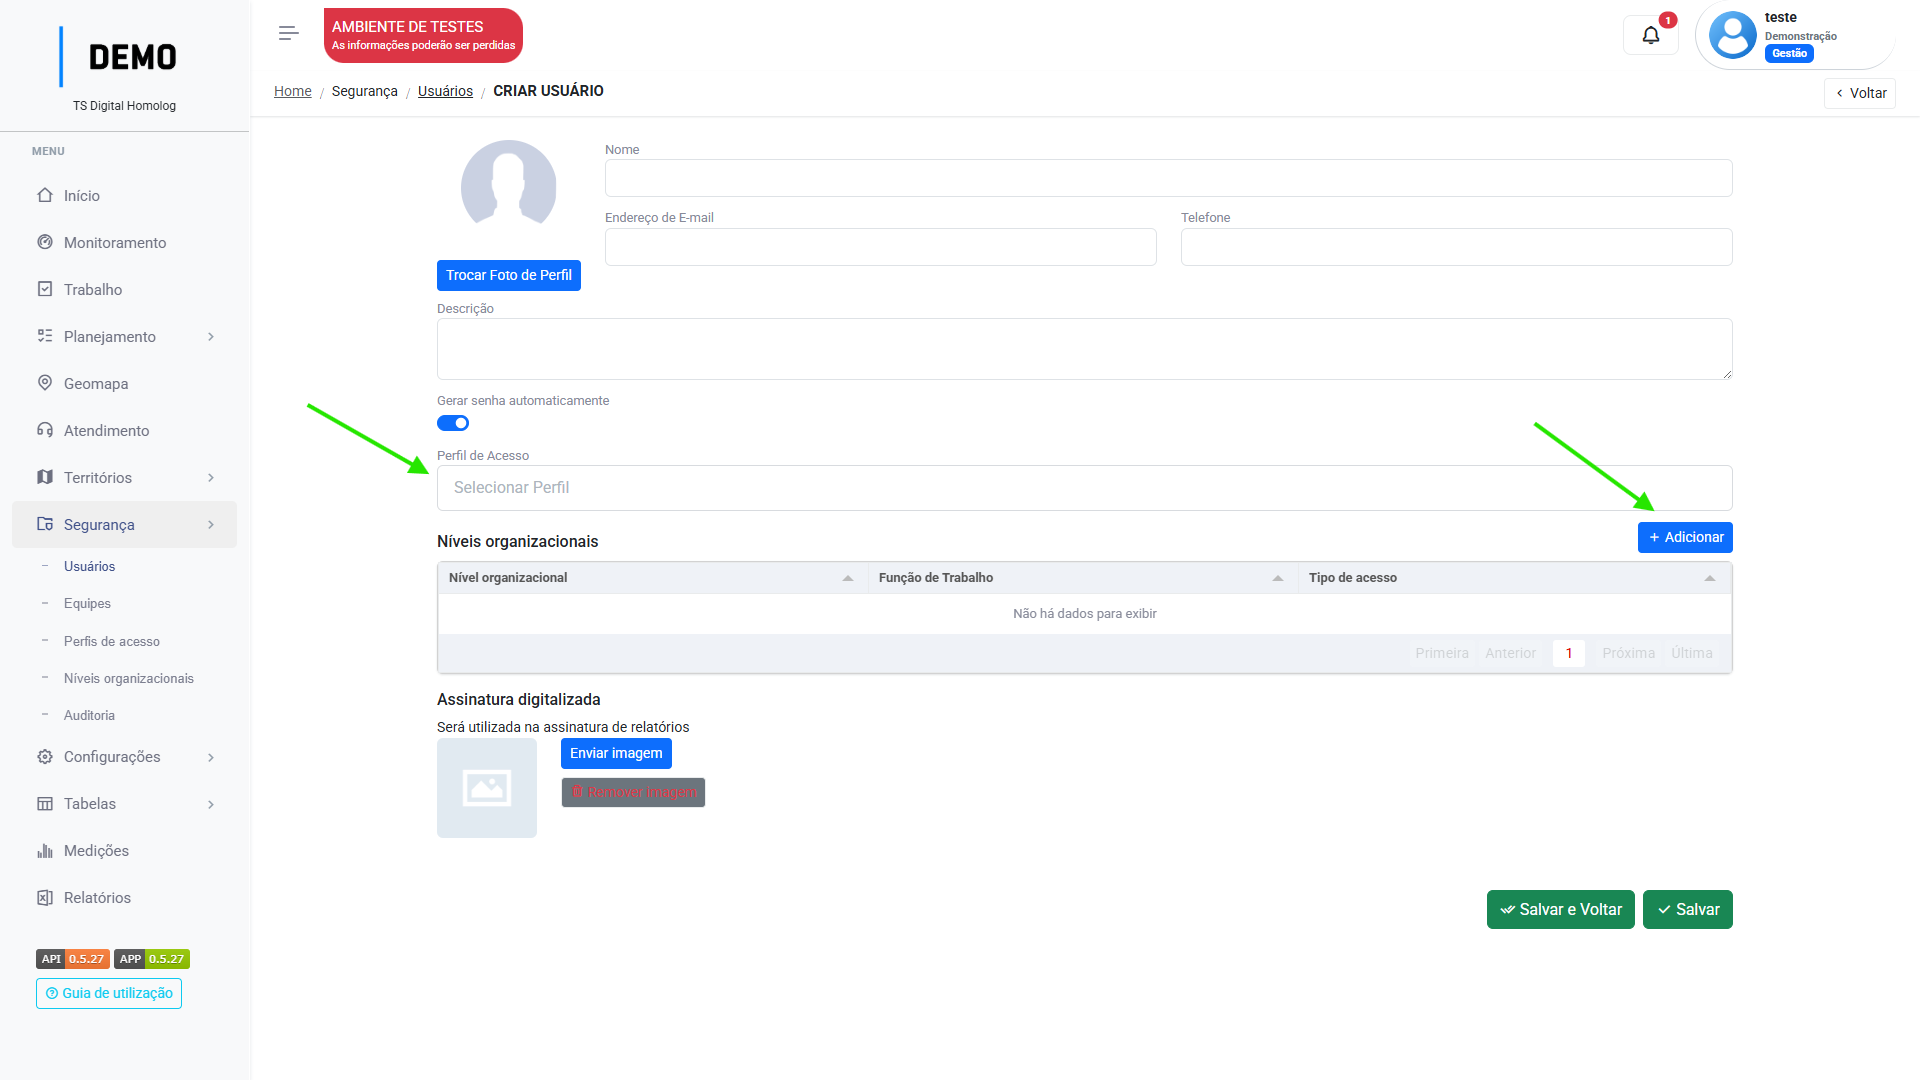 DEMO
TS Digital Homolog
AMBIENTE DE TESTES
As informações poderão ser perdidas
1
teste
Demonstração
Gestão
Home / Segurança / Usuários / CRIAR USUÁRIO
Voltar
MENU
Início
Monitoramento
Trabalho
Planejamento
Geomapa
Atendimento
Territórios
Segurança
Usuários
Equipes
Perfis de acesso
Níveis organizacionais
Auditoria
Configurações
Tabelas
Medições
Relatórios
API 0.5.27 APP 0.5.27
Guia de utilização
Nome
Endereço de E-mail
Telefone
Trocar Foto de Perfil
Descrição
Gerar senha automaticamente
Perfil de Acesso
Selecionar Perfil
Níveis organizacionais
+ Adicionar
Nível organizacional
Função de Trabalho
Tipo de acesso
Não há dados para exibir
Primeira Anterior 1 Próxima Última
Assinatura digitalizada
Será utilizada na assinatura de relatórios
Enviar imagem
Remover imagem
Salvar e Voltar
Salvar